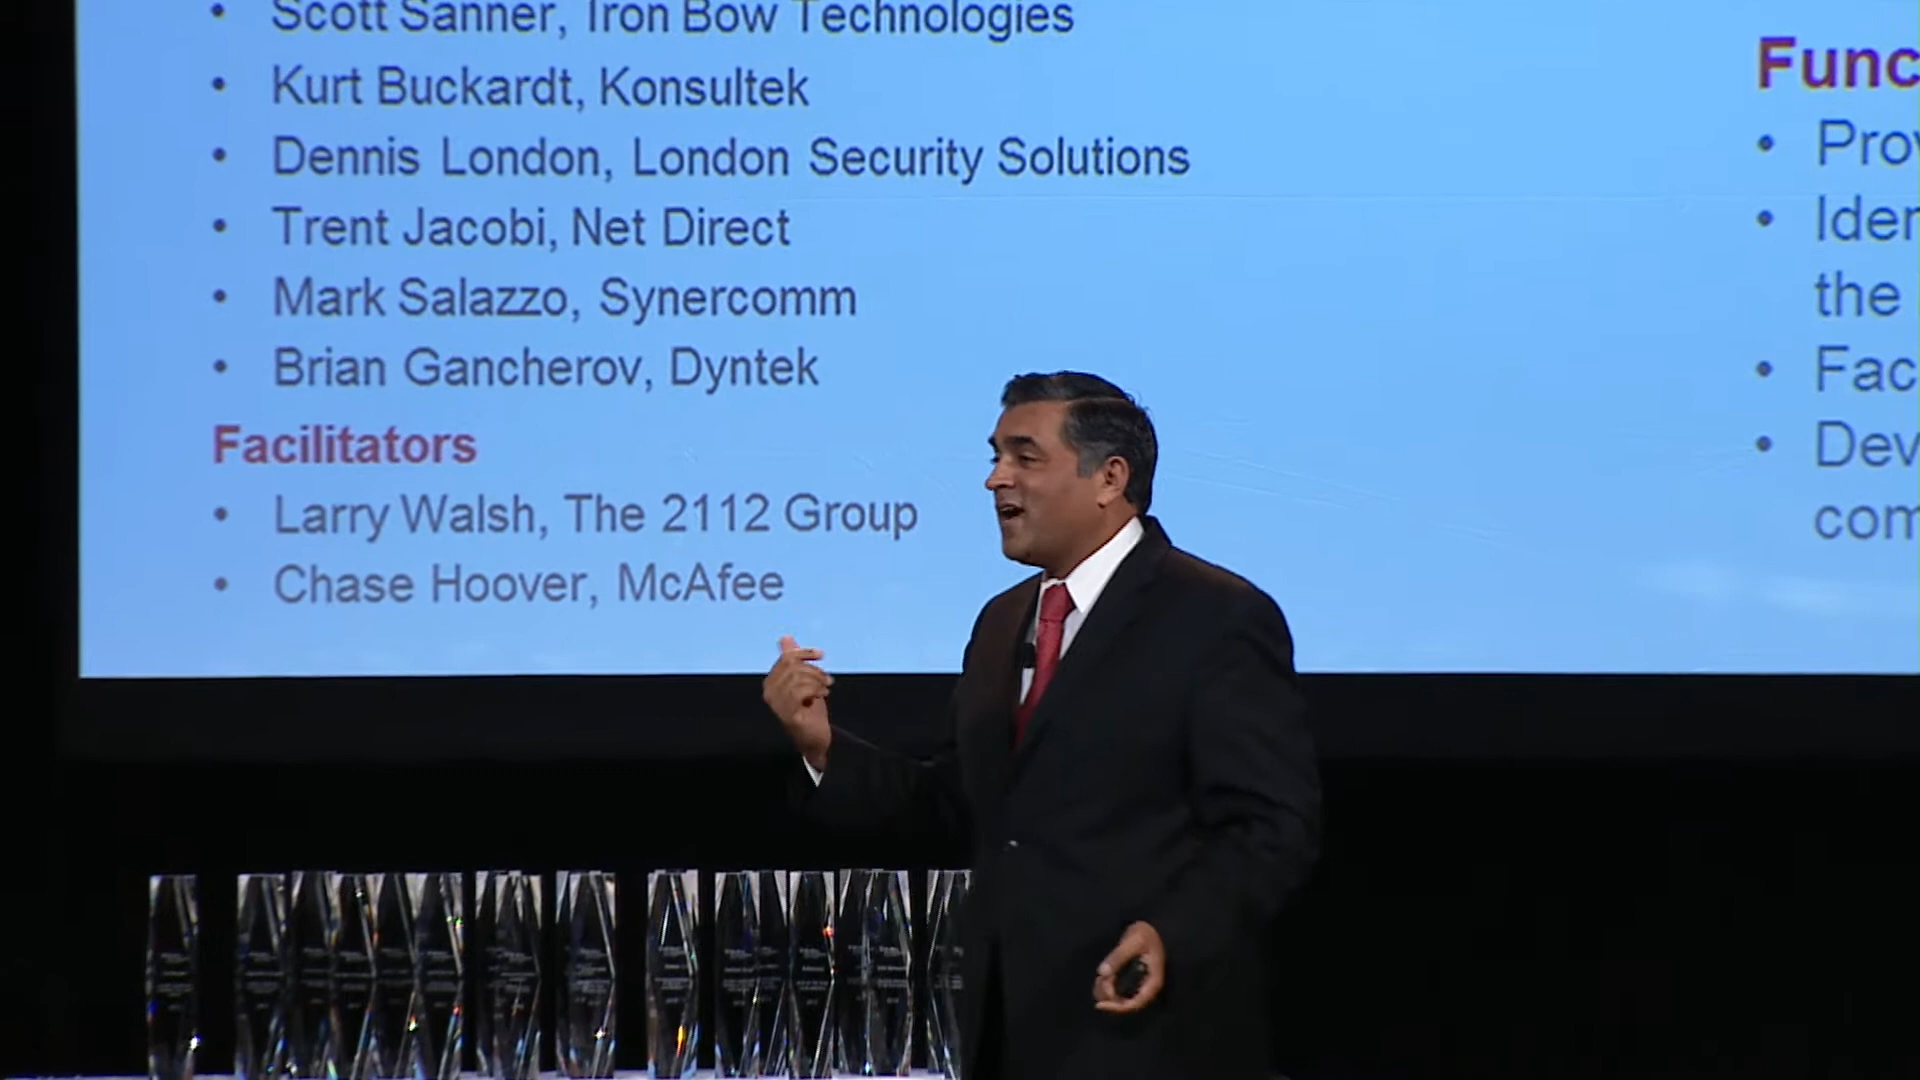 Scott Sanner, Iron Bow Technologies
Kurt Buckardt, Konsultek
Dennis London, London Security Solutions
Trent Jacobi, Net Direct
Mark Salazzo, Synercomm
Brian Gancherov, Dyntek
Facilitators
Larry Walsh, The 2112 Group
Chase Hoover, McAfee
Func
Prov
Iden
the
Fac
Dev
com